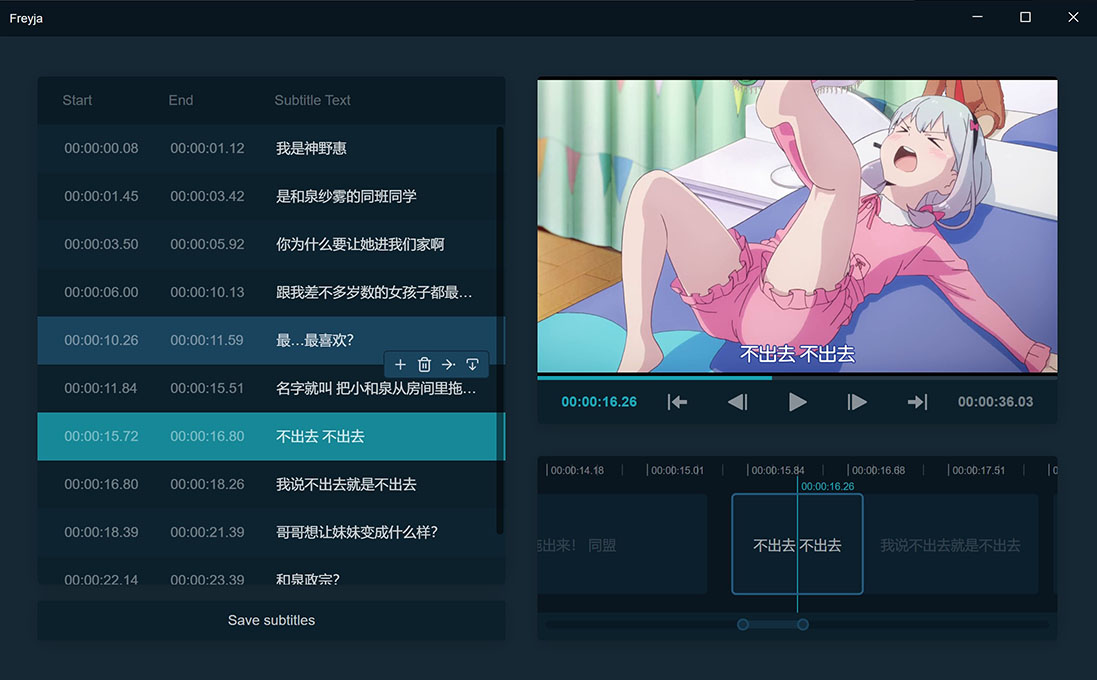 Freyja
Start End Subtitle Text
00:00:00.08 00:00:01.12 我是神野惠
00:00:01.45 00:00:03.42 是和泉纱雾的同班同学
00:00:03.50 00:00:05.92 你为什么要让她进我们家啊
00:00:06.00 00:00:10.13 跟我差不多岁数的女孩子都最…
00:00:10.26 00:00:11.59 最…最喜欢?
00:00:11.84 00:00:15.51 名字就叫 把小和泉从房间里拖…
00:00:15.72 00:00:16.80 不出去 不出去
00:00:16.80 00:00:18.26 我说不出去就是不出去
00:00:18.39 00:00:21.39 哥哥想让妹妹变成什么样?
00:00:22.14 00:00:23.39 和泉政宗?
Save subtitles
不出去 不出去
00:00:16.26 00:00:36.03
00:00:14.18 00:00:15.01 00:00:15.84 00:00:16.68 00:00:17.51
00:00:16.26
出来! 同盟 不出去 不出去 我说不出去就是不出去